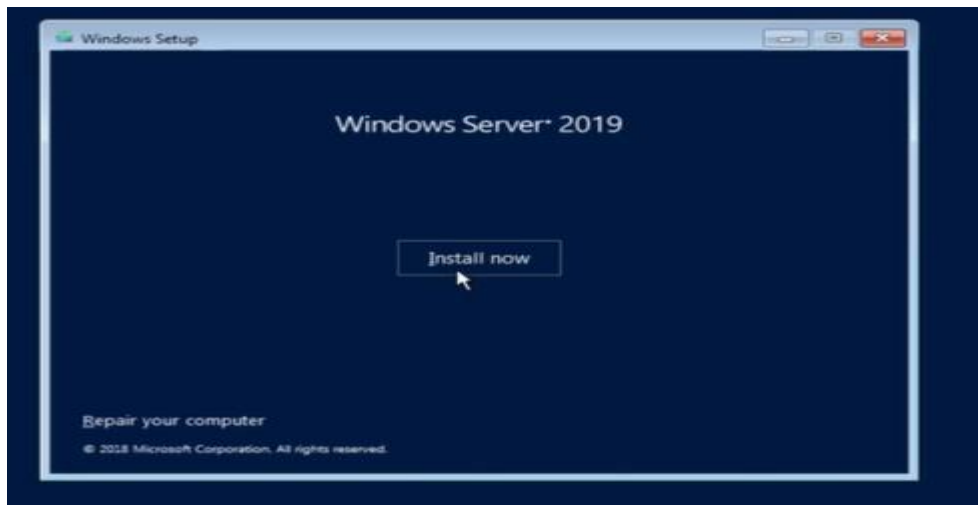 Windows Setup
Windows Server® 2019
Install now
Repair your computer
© 2018 Microsoft Corporation. All rights reserved.